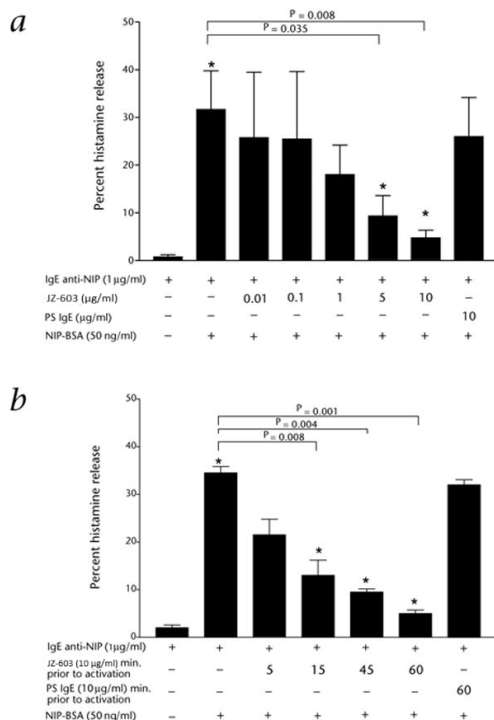 a
P = 0.008
P = 0.035
50
40
30
20
10
0
Percent histamine release
*
*
*
IgE anti-NIP (1 µg/ml) + + + + + + + +
JZ-603 (µg/ml) – – 0.01 0.1 1 5 10 –
PS IgE (µg/ml) – – – – – – – 10
NIP-BSA (50 ng/ml) – + + + + + + +
b
P = 0.001
P = 0.004
P = 0.008
50
40
30
20
10
0
Percent histamine release
*
*
*
*
IgE anti-NIP (1µg/ml) + + + + + + +
JZ-603 (10 µg/ml) min.
prior to activation – – 5 15 45 60 –
PS IgE (10µg/ml) min.
prior to activation – – – – – – 60
NIP-BSA (50ng/ml) – + + + + + +